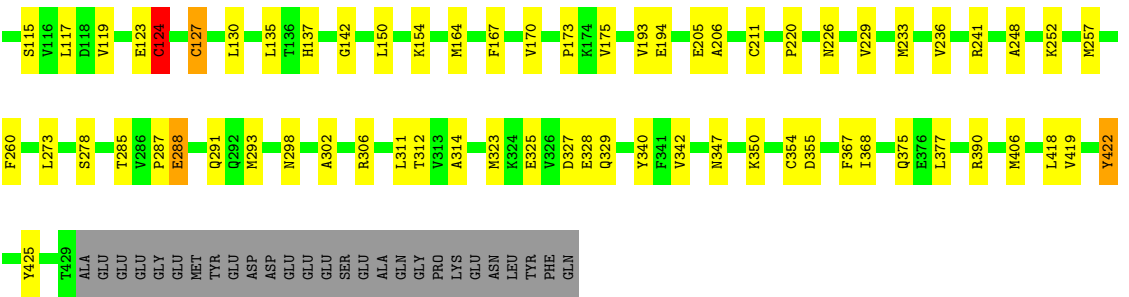 S115 V116 L117 D118 V119 E123 C124 C127 L130 L135 T136 H137 G142 L150 K154 M164 F167 V170 P173 K174 V175 V193 E194 E205 A206 C211 P220 N226 V229 M233 V236 R241 A248 K252 M257
F260 L273 S278 T285 V286 P287 E288 Q291 Q292 M293 N298 A302 R306 L311 T312 V313 A314 M323 K324 E325 V326 D327 E328 Q329 Y340 F341 V342 N347 K350 C354 D355 F367 I368 Q375 E376 L377 R390 M406 L418 V419 Y422
Y425 T429 ALA GLU GLU GLU GLY GLU MET TYR GLU ASP ASP GLU GLU GLU SER GLU ALA GLN GLY PRO LYS GLU ASN LEU TYR PHE GLN